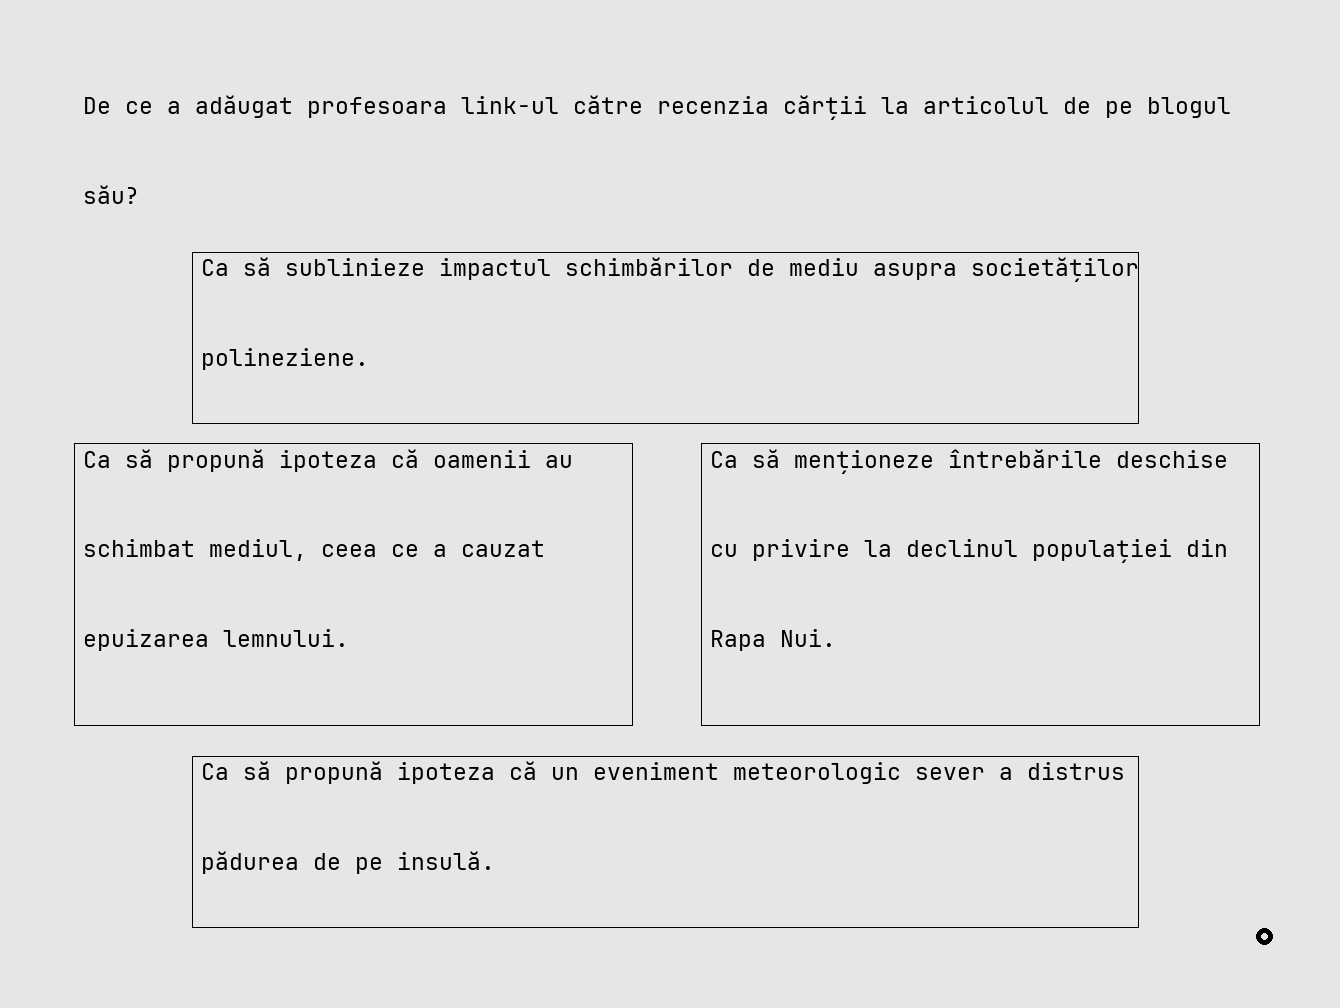 De ce a adăugat profesoara link-ul către recenzia cărții la articolul de pe blogul
său?
Ca să sublinieze impactul schimbărilor de mediu asupra societăților
polineziene.
Ca să propună ipoteza că oamenii au
schimbat mediul, ceea ce a cauzat
epuizarea lemnului.
Ca să menționeze întrebările deschise
cu privire la declinul populației din
Rapa Nui.
Ca să propună ipoteza că un eveniment meteorologic sever a distrus
pădurea de pe insulă.